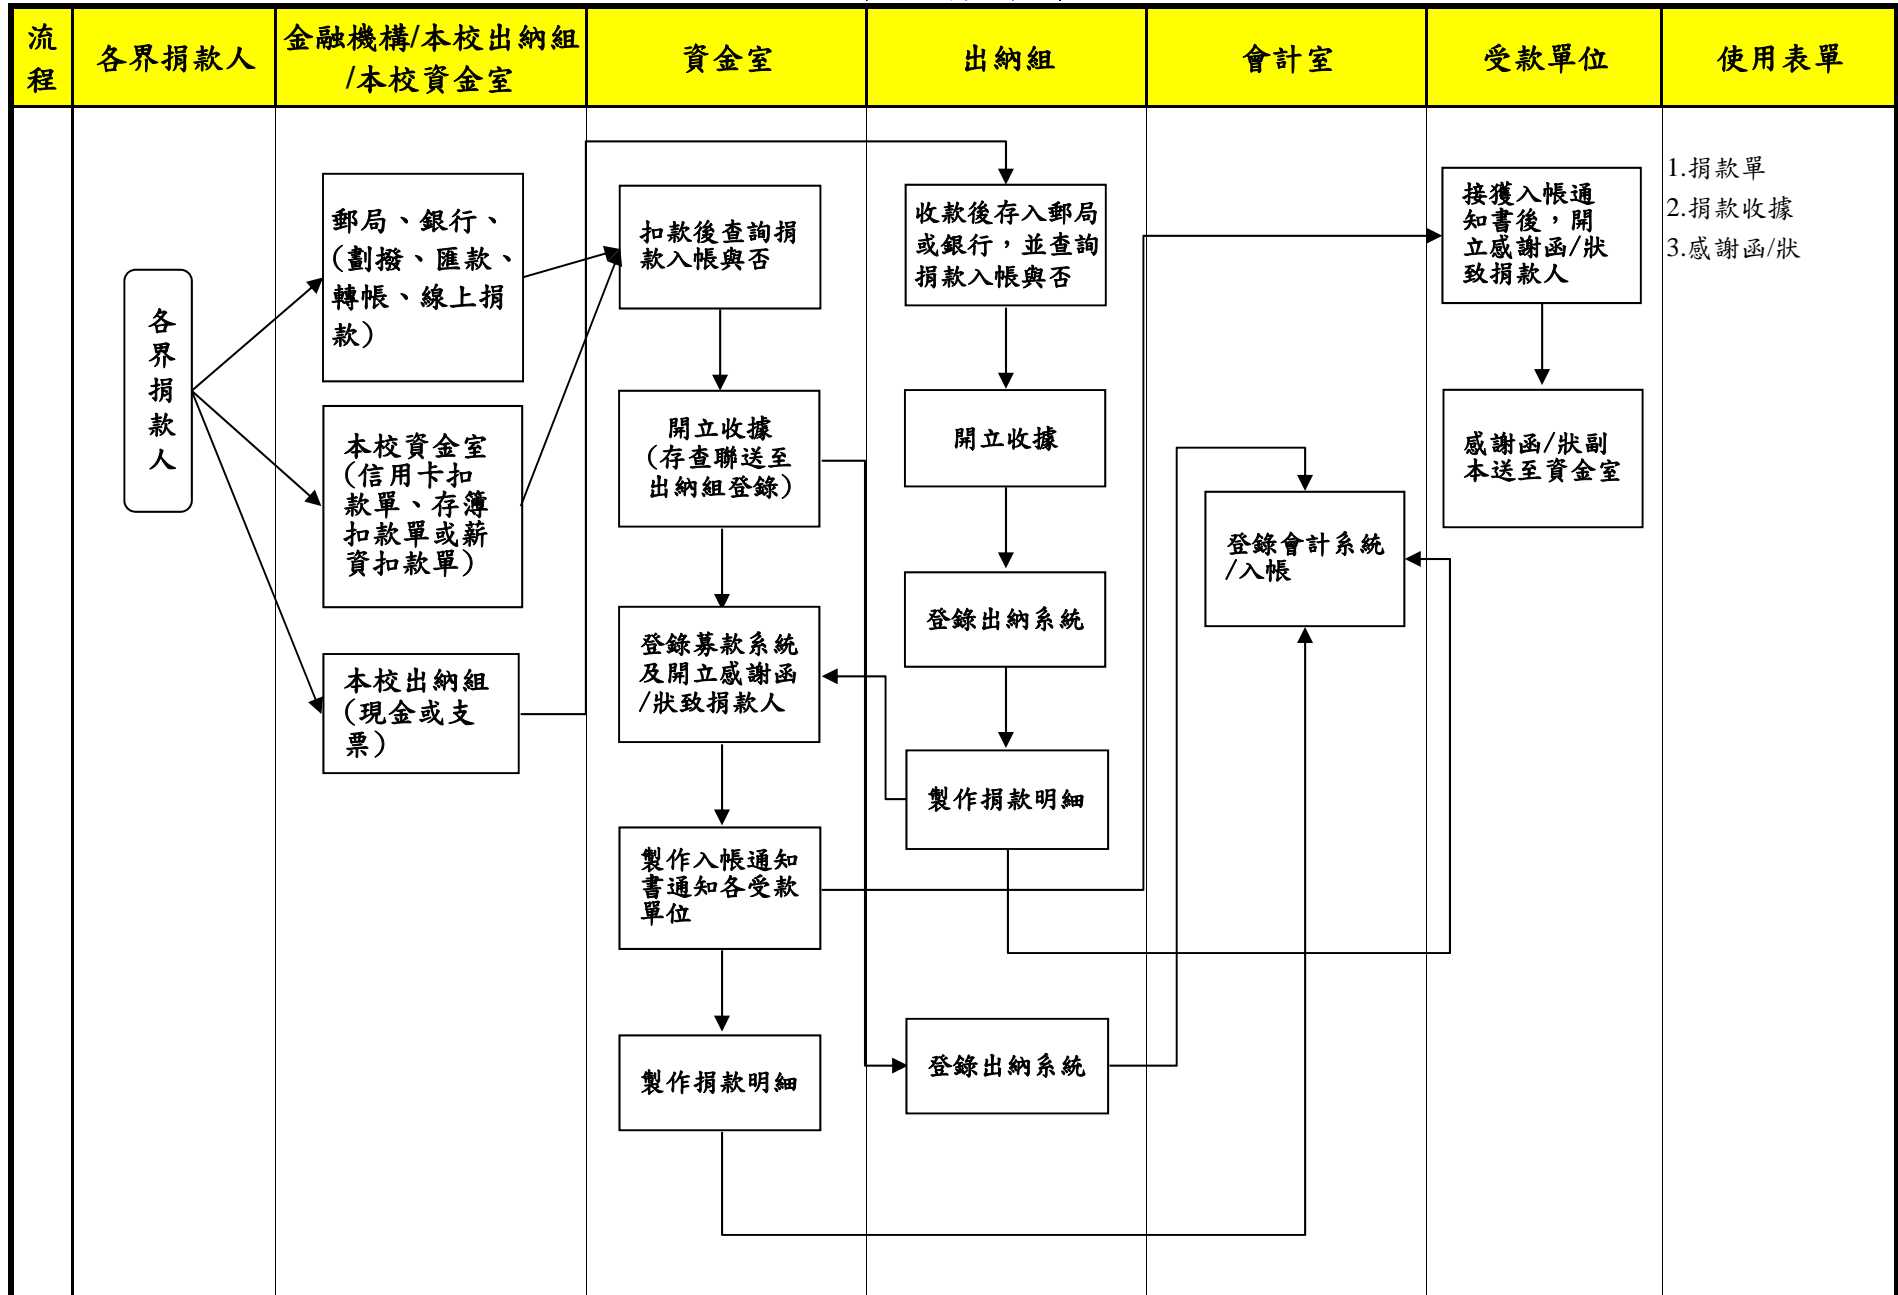 流
程
各界捐款人
金融機構/本校出納組
/本校資金室
資金室
出納組
會計室
受款單位
使用表單
各
界
捐
款
人
郵局、銀行、
(劃撥、匯款、
轉帳、線上捐
款)
本校資金室
(信用卡扣
款單、存簿
扣款單或薪
資扣款單)
本校出納組
(現金或支
票)
扣款後查詢捐
款入帳與否
開立收據
(存查聯送至
出納組登錄)
登錄募款系統
及開立感謝函
/狀致捐款人
製作入帳通知
書通知各受款
單位
製作捐款明細
收款後存入郵局
或銀行，並查詢
捐款入帳與否
開立收據
登錄出納系統
製作捐款明細
登錄出納系統
登錄會計系統
/入帳
接獲入帳通
知書後，開
立感謝函/狀
致捐款人
感謝函/狀副
本送至資金室
1.捐款單
2.捐款收據
3.感謝函/狀